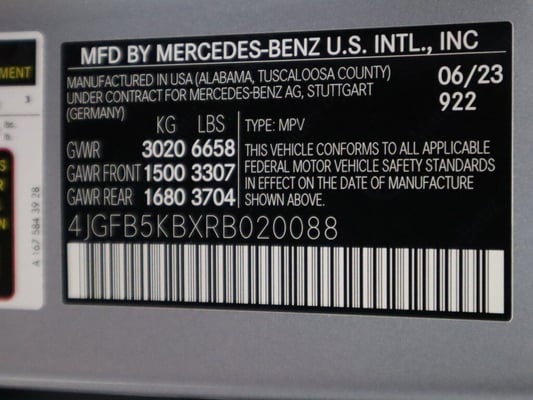 MFD BY MERCEDES-BENZ U.S. INTL., INC
MANUFACTURED IN USA (ALABAMA, TUSCALOOSA COUNTY)
UNDER CONTRACT FOR MERCEDES-BENZ AG, STUTTGART
(GERMANY)
06/23
922
KG LBS
GVWR 3020 6658
GAWR FRONT 1500 3307
GAWR REAR 1680 3704
TYPE: MPV
THIS VEHICLE CONFORMS TO ALL APPLICABLE
FEDERAL MOTOR VEHICLE SAFETY STANDARDS
IN EFFECT ON THE DATE OF MANUFACTURE
SHOWN ABOVE.
4JGFB5KBXRB020088
MENT
A 167 584 39 28